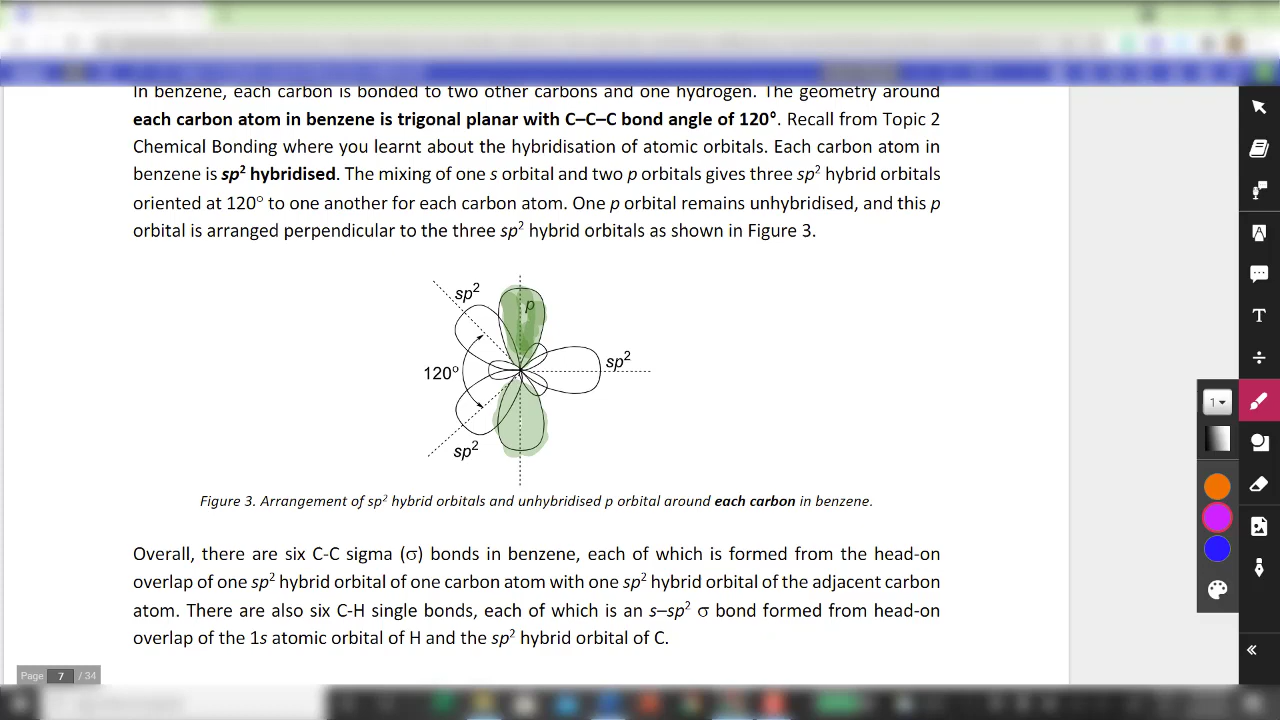 In benzene, each carbon is bonded to two other carbons and one hydrogen. The geometry around
each carbon atom in benzene is trigonal planar with C–C–C bond angle of 120°. Recall from Topic 2
Chemical Bonding where you learnt about the hybridisation of atomic orbitals. Each carbon atom in
benzene is sp² hybridised. The mixing of one s orbital and two p orbitals gives three sp² hybrid orbitals
oriented at 120° to one another for each carbon atom. One p orbital remains unhybridised, and this p
orbital is arranged perpendicular to the three sp² hybrid orbitals as shown in Figure 3.
sp²
p
sp²
120°
sp²
Figure 3. Arrangement of sp² hybrid orbitals and unhybridised p orbital around each carbon in benzene.
Overall, there are six C-C sigma (σ) bonds in benzene, each of which is formed from the head-on
overlap of one sp² hybrid orbital of one carbon atom with one sp² hybrid orbital of the adjacent carbon
atom. There are also six C-H single bonds, each of which is an s–sp² σ bond formed from head-on
overlap of the 1s atomic orbital of H and the sp² hybrid orbital of C.
Page 7 / 34
1